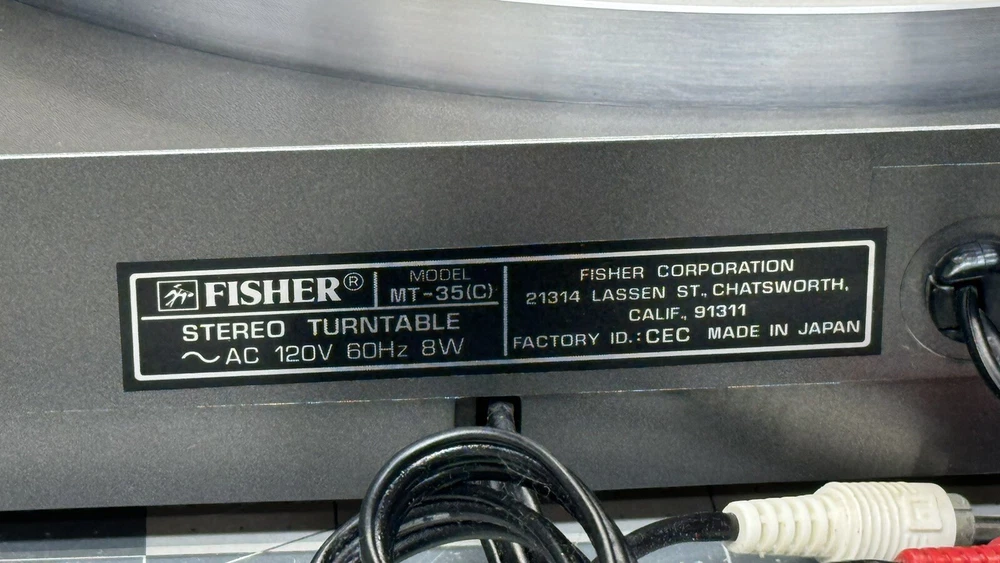 FISHER®
MODEL
MT-35(C)
STEREO TURNTABLE
~AC 120V 60Hz 8W
FISHER CORPORATION
21314 LASSEN ST., CHATSWORTH,
CALIF., 91311
FACTORY ID.: CEC MADE IN JAPAN